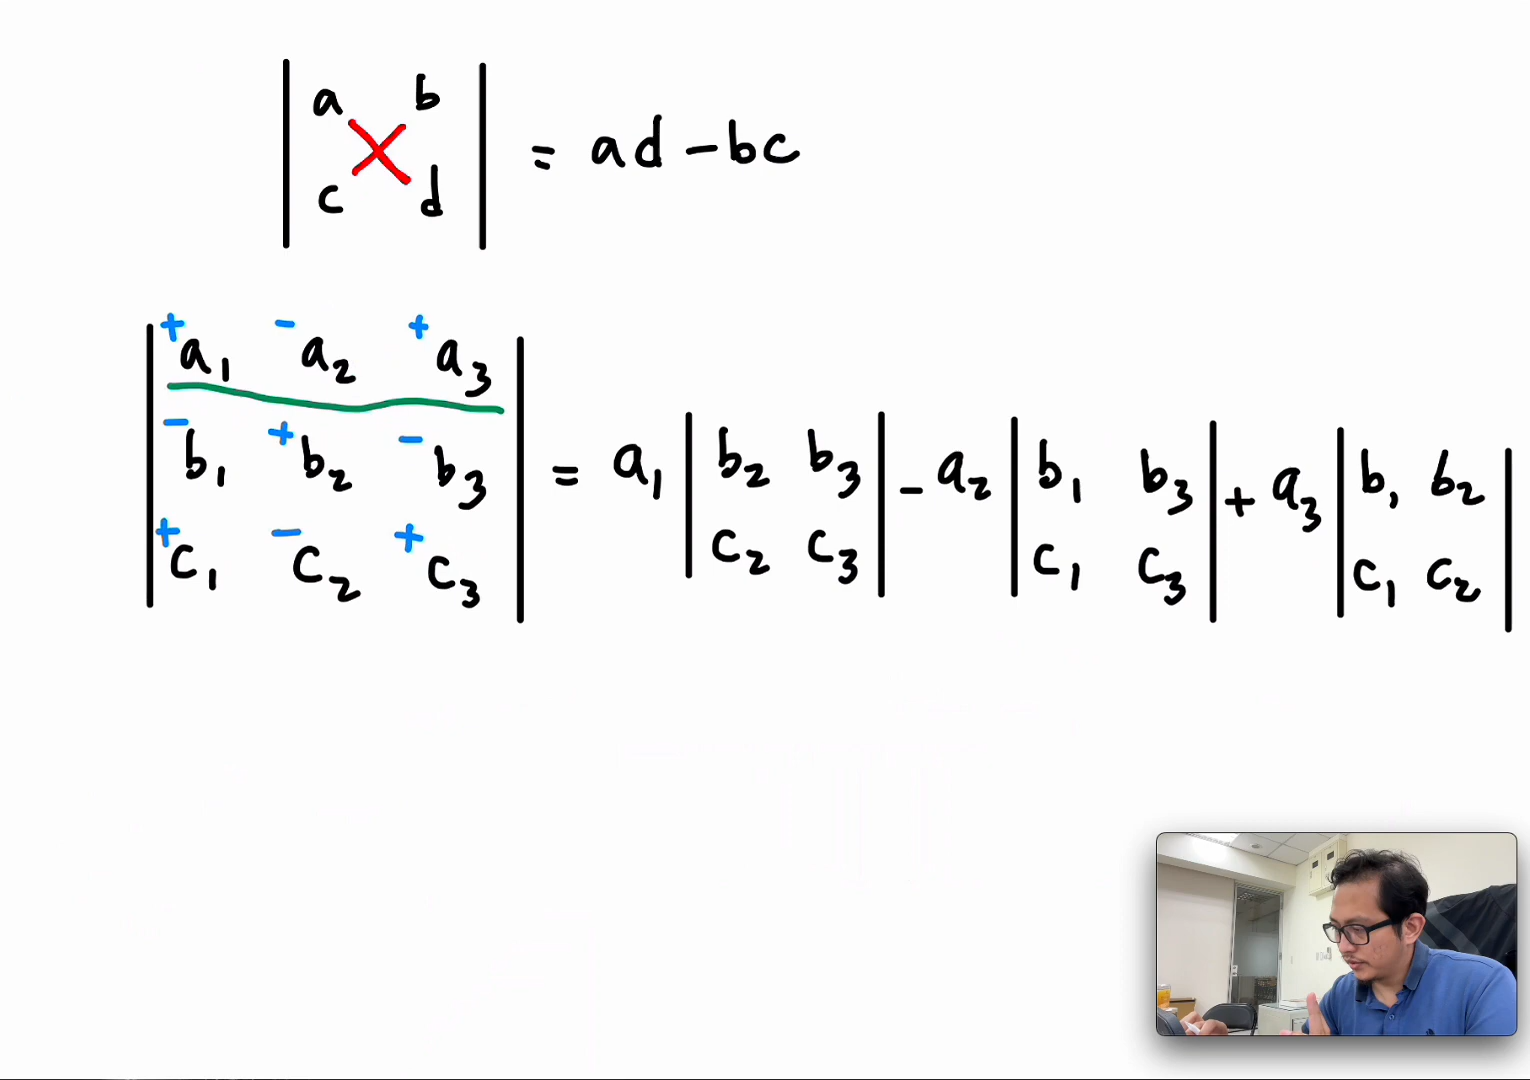 | a b |
| c d | = ad - bc
| +a₁ -a₂ +a₃ |
| -b₁ +b₂ -b₃ | = a₁ | b₂ b₃ | - a₂ | b₁ b₃ | + a₃ | b₁ b₂ |
| +c₁ -c₂ +c₃ | | c₂ c₃ | | c₁ c₃ | | c₁ c₂ |